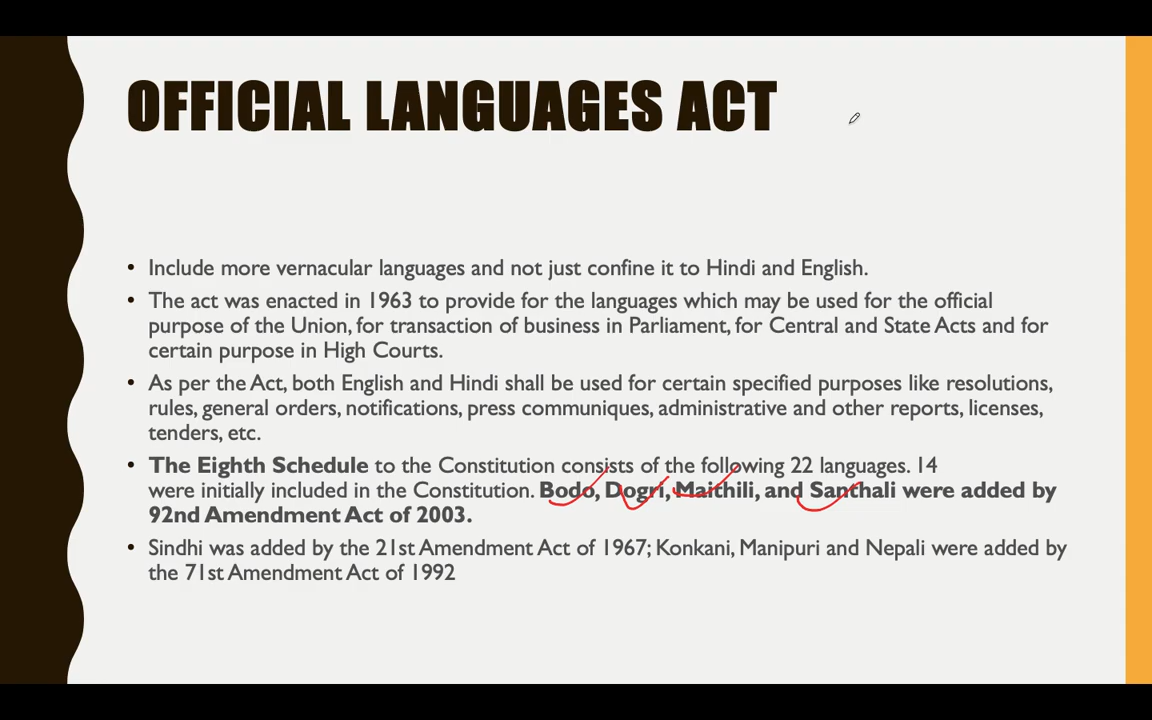 OFFICIAL LANGUAGES ACT
• Include more vernacular languages and not just confine it to Hindi and English.
• The act was enacted in 1963 to provide for the languages which may be used for the official
purpose of the Union, for transaction of business in Parliament, for Central and State Acts and for
certain purpose in High Courts.
• As per the Act, both English and Hindi shall be used for certain specified purposes like resolutions,
rules, general orders, notifications, press communiques, administrative and other reports, licenses,
tenders, etc.
• The Eighth Schedule to the Constitution consists of the following 22 languages. 14
were initially included in the Constitution. Bodo, Dogri, Maithili, and Santhali were added by
92nd Amendment Act of 2003.
• Sindhi was added by the 21st Amendment Act of 1967; Konkani, Manipuri and Nepali were added by
the 71st Amendment Act of 1992